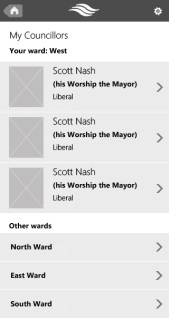 My Councillors
Your ward: West
Scott Nash
(his Worship the Mayor)
Liberal
Scott Nash
(his Worship the Mayor)
Liberal
Scott Nash
(his Worship the Mayor)
Liberal
Other wards
North Ward
East Ward
South Ward